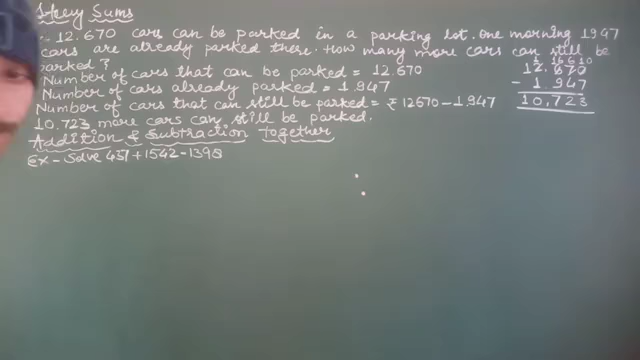 Story Sums
12.670 cars can be parked in a parking lot. One morning 1947
cars are already parked there. How many more cars can still be
parked?
Number of cars that can be parked = 12.670
Number of cars already parked = 1.947
Number of cars that can still be parked = ₹ 12670 - 1.947
10.723 more cars can still be parked.
12.670
- 1.947
10,723
Addition & Subtraction together
Ex - Solve 437 + 1542 - 1398